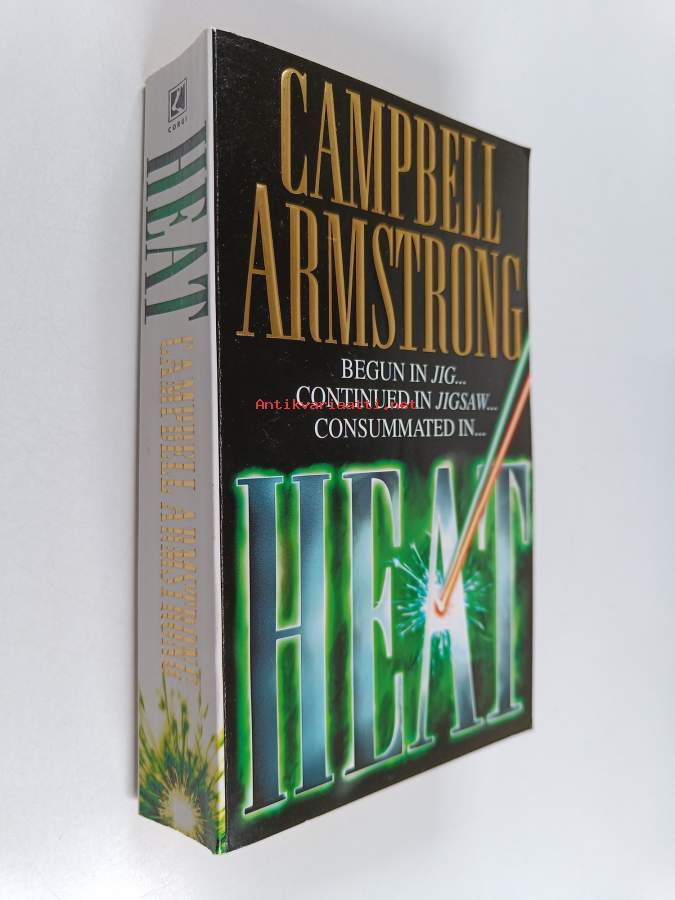 CAMPBELL
ARMSTRONG
BEGUN IN JIG...
CONTINUED IN JIGSAW...
CONSUMMATED IN...
HEAT
Antikvariaatti.net
CORGI
HEAT
CAMPBELL ARMSTRONG